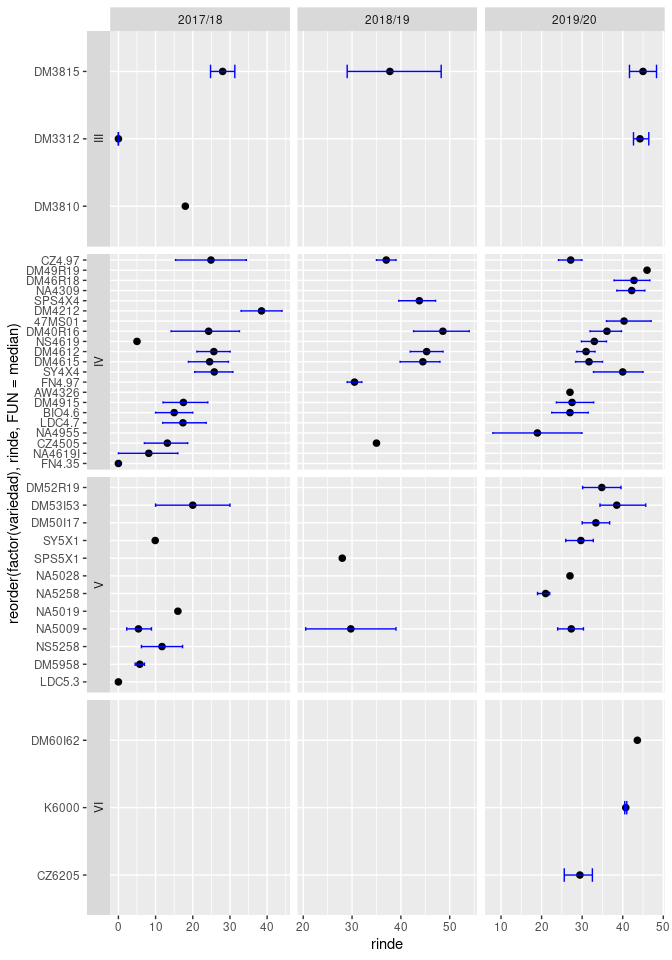 2017/18
2018/19
2019/20
reorder(factor(variedad), rinde, FUN = median)
III
DM3815
DM3312
DM3810
IV
CZ4.97
DM49R19
DM46R18
NA4309
SPS4X4
DM4212
47MS01
DM40R16
NS4619
DM4612
DM4615
SY4X4
FN4.97
AW4326
DM4915
BIO4.6
LDC4.7
NA4955
CZ4505
NA4619I
FN4.35
V
DM52R19
DM53I53
DM50I17
SY5X1
SPS5X1
NA5028
NA5258
NA5019
NA5009
NS5258
DM5958
LDC5.3
VI
DM60I62
K6000
CZ6205
0 10 20 30 40
20 30 40 50
10 20 30 40 50
rinde